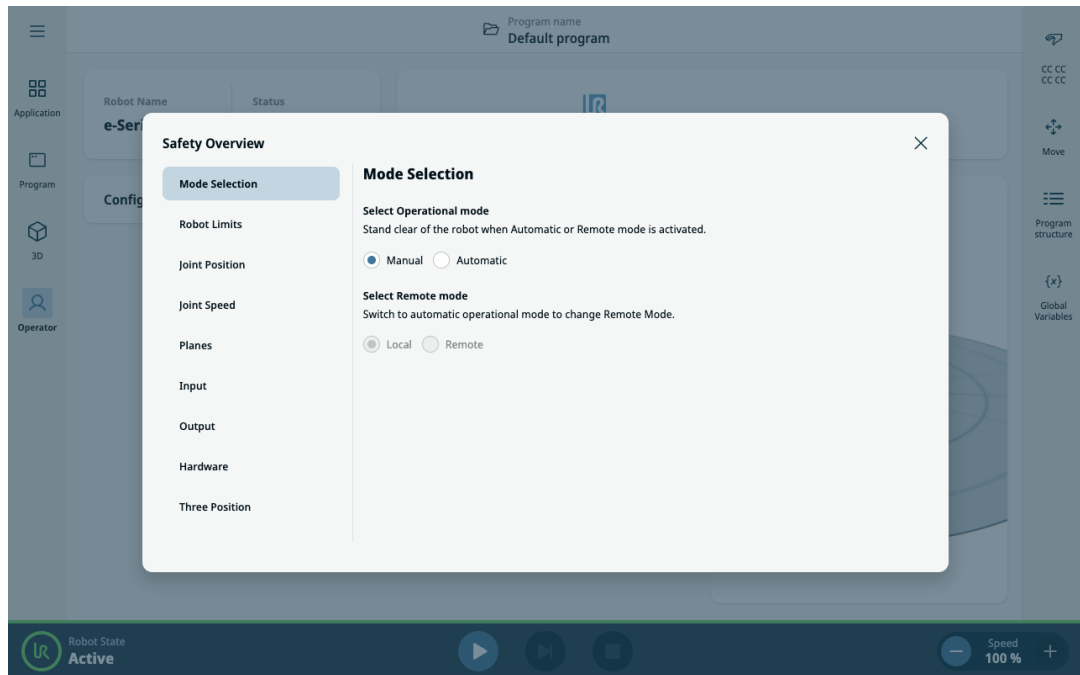 Program name
Default program
Application
Program
3D
Operator
Robot Name
Status
e-Seri
Config
Safety Overview
Mode Selection
Robot Limits
Joint Position
Joint Speed
Planes
Input
Output
Hardware
Three Position
Mode Selection
Select Operational mode
Stand clear of the robot when Automatic or Remote mode is activated.
Manual Automatic
Select Remote mode
Switch to automatic operational mode to change Remote Mode.
Local Remote
CC CC
CC CC
Move
Program
structure
{x}
Global
Variables
UR
Robot State
Active
Speed
100 %